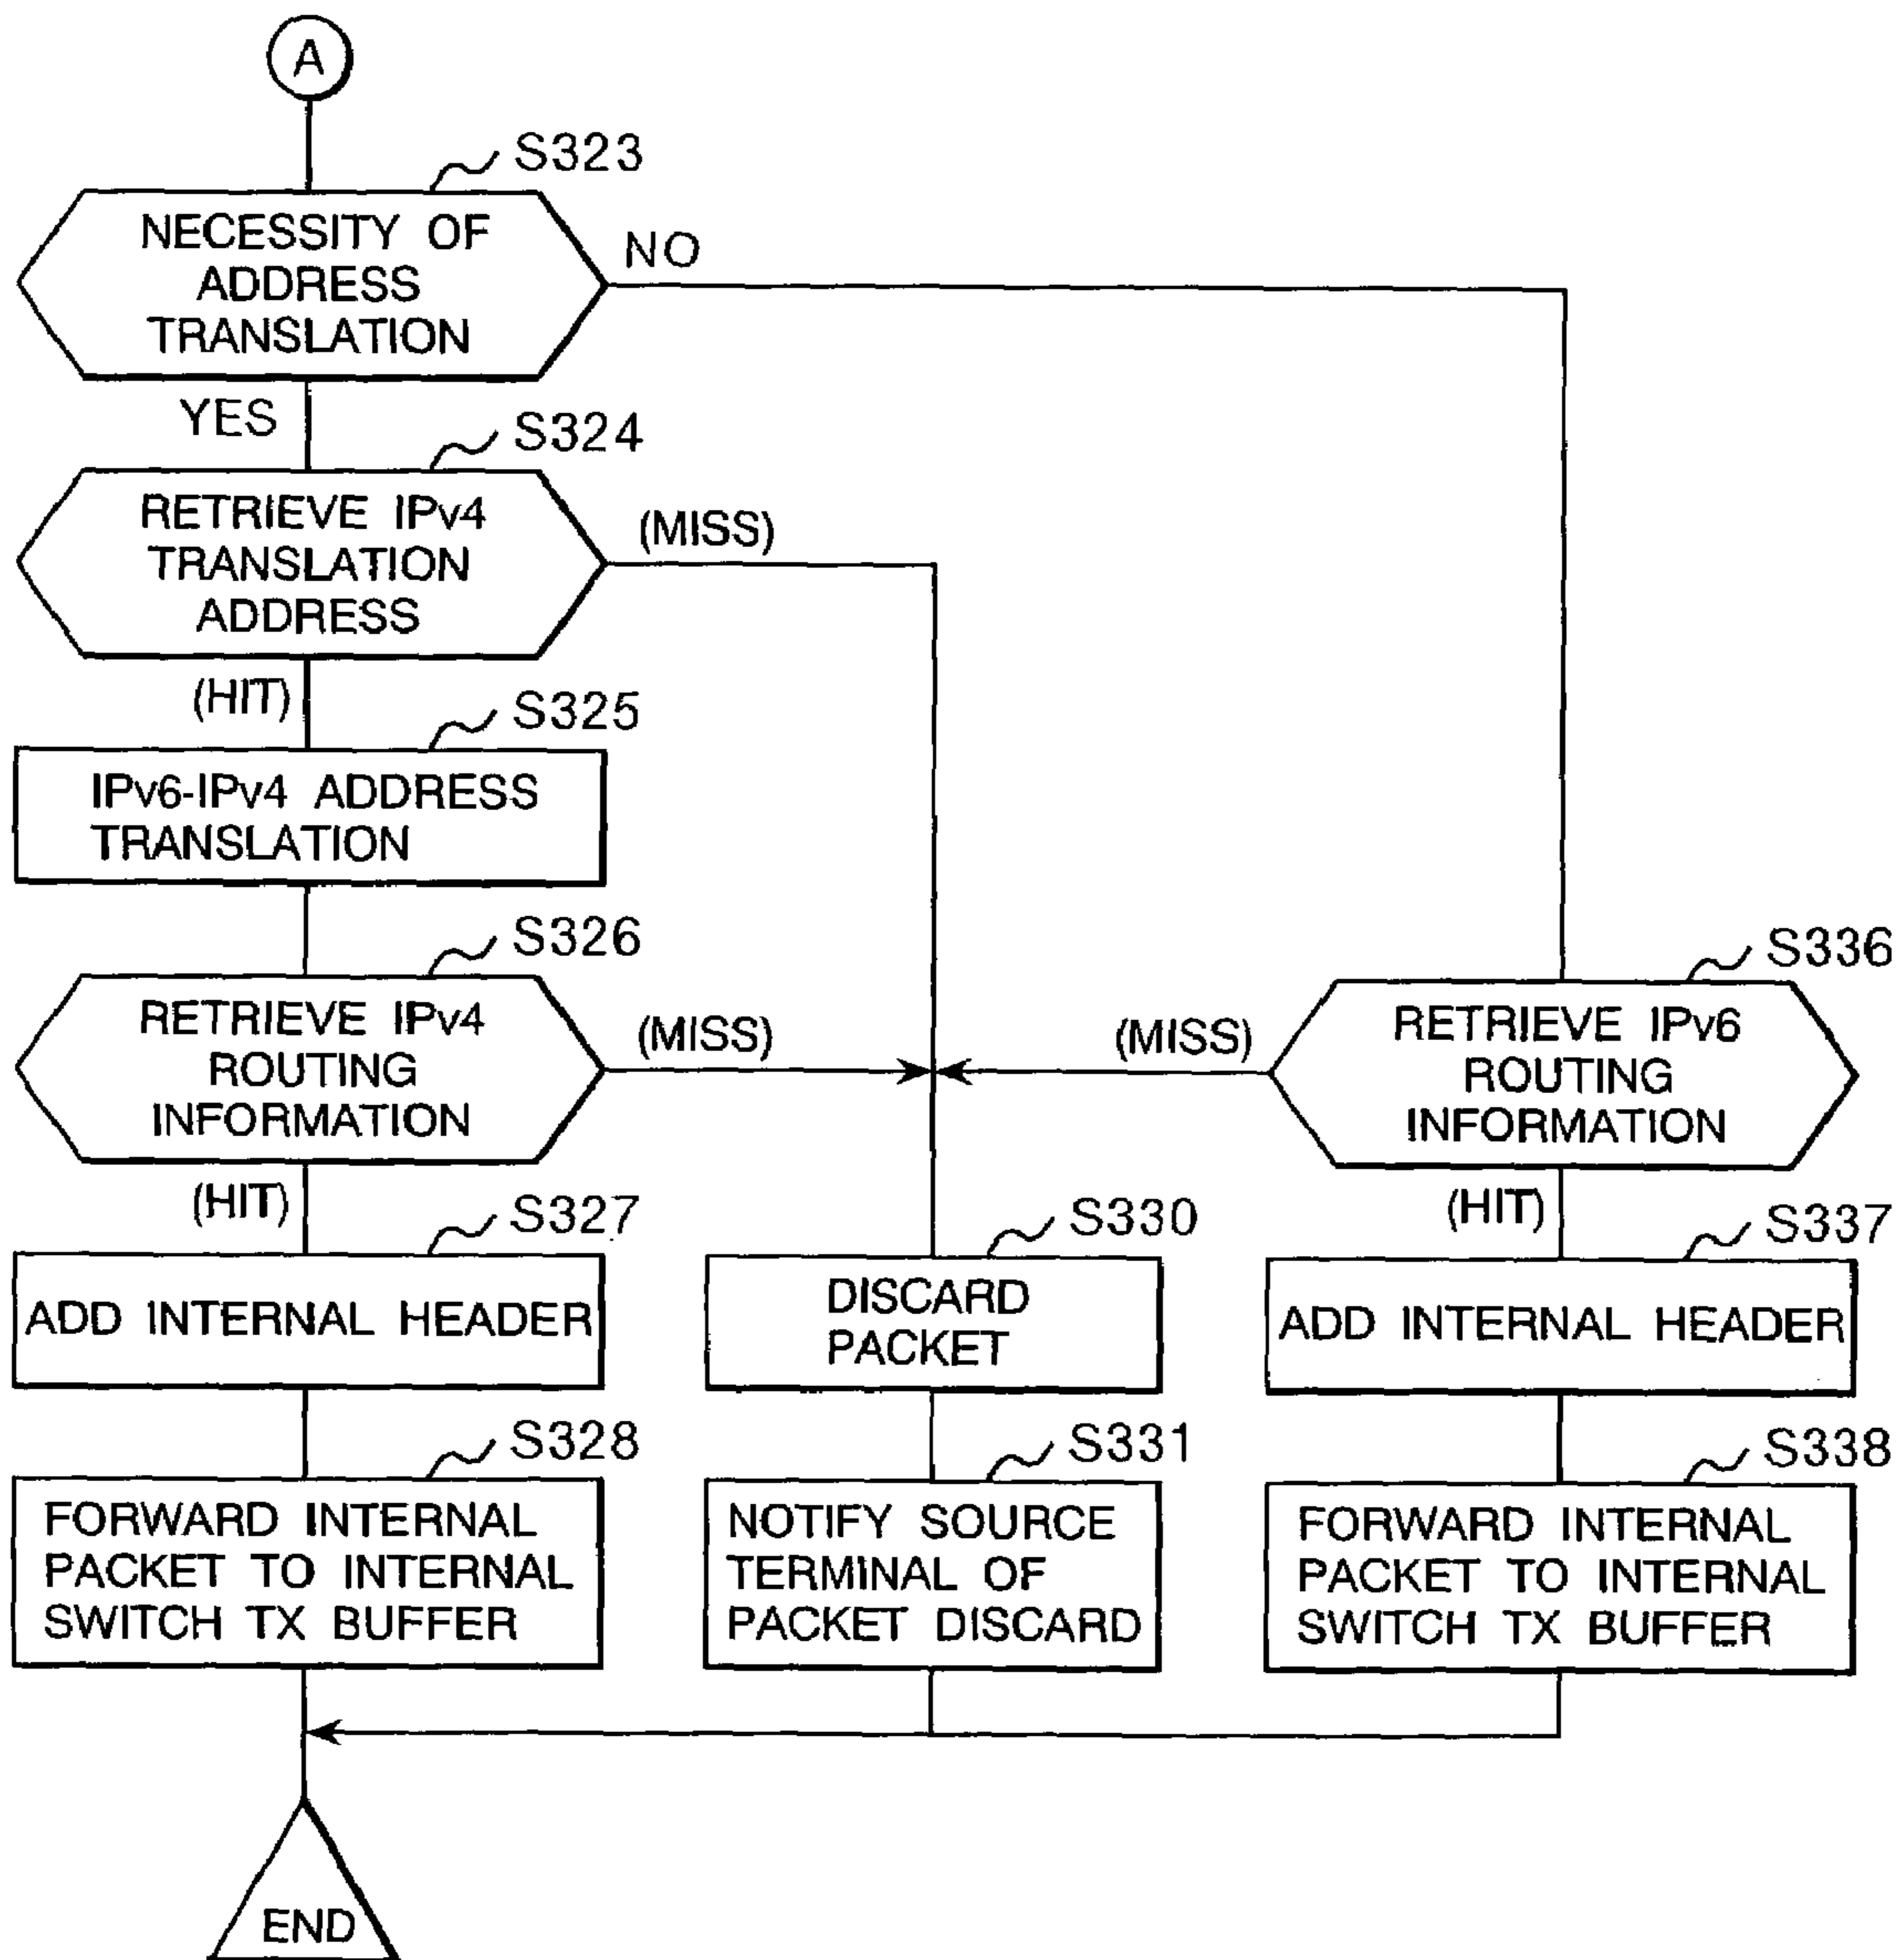 A
S323
NECESSITY OF
ADDRESS
TRANSLATION
NO
YES
S324
RETRIEVE IPv4
TRANSLATION
ADDRESS
(MISS)
(HIT)
S325
IPv6-IPv4 ADDRESS
TRANSLATION
S326
RETRIEVE IPv4
ROUTING
INFORMATION
(MISS)
(MISS)
S336
RETRIEVE IPv6
ROUTING
INFORMATION
(HIT)
S327
ADD INTERNAL HEADER
S330
DISCARD
PACKET
(HIT)
S337
ADD INTERNAL HEADER
S328
FORWARD INTERNAL
PACKET TO INTERNAL
SWITCH TX BUFFER
S331
NOTIFY SOURCE
TERMINAL OF
PACKET DISCARD
S338
FORWARD INTERNAL
PACKET TO INTERNAL
SWITCH TX BUFFER
END